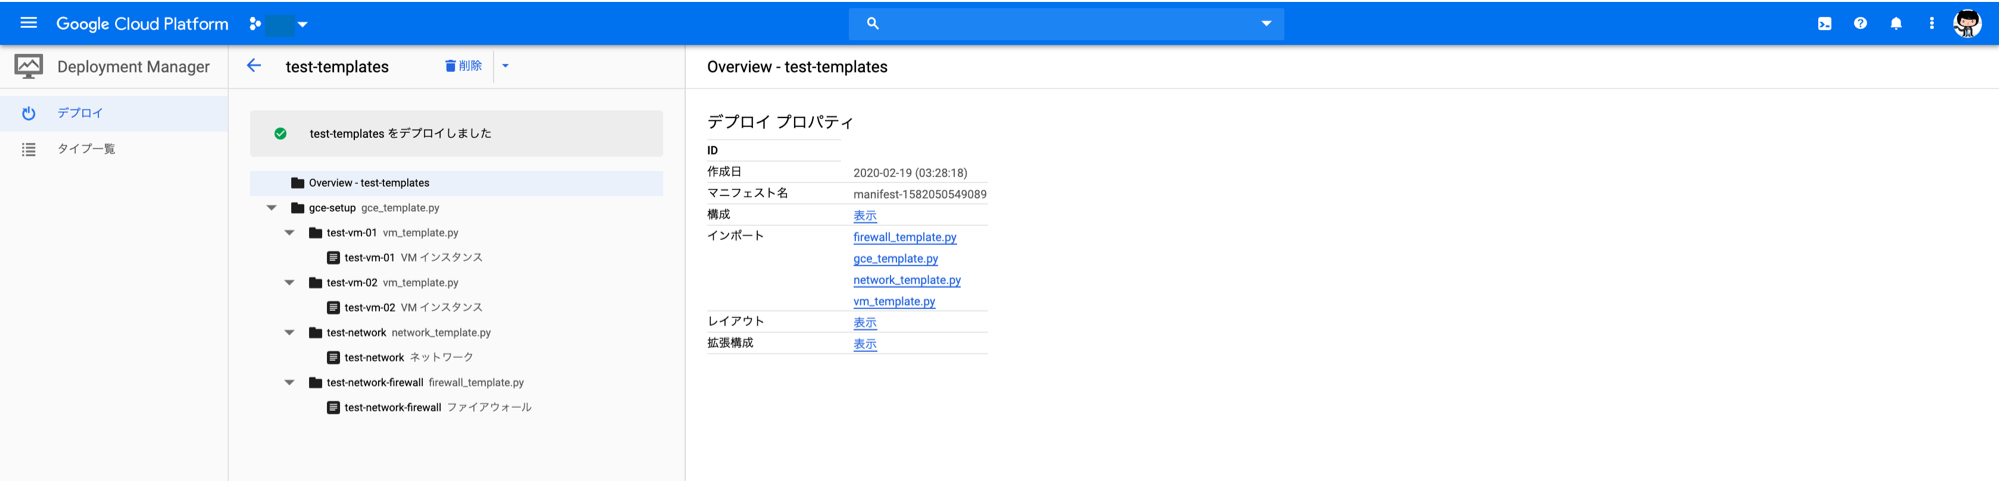 Google Cloud Platform
Deployment Manager
デプロイ
タイプ一覧
test-templates
削除
test-templates をデプロイしました
Overview - test-templates
gce-setup gce_template.py
test-vm-01 vm_template.py
test-vm-01 VM インスタンス
test-vm-02 vm_template.py
test-vm-02 VM インスタンス
test-network network_template.py
test-network ネットワーク
test-network-firewall firewall_template.py
test-network-firewall ファイアウォール
Overview - test-templates
デプロイ プロパティ
ID
作成日 2020-02-19 (03:28:18)
マニフェスト名 manifest-1582050549089
構成 表示
インポート firewall_template.py
gce_template.py
network_template.py
vm_template.py
レイアウト 表示
拡張構成 表示